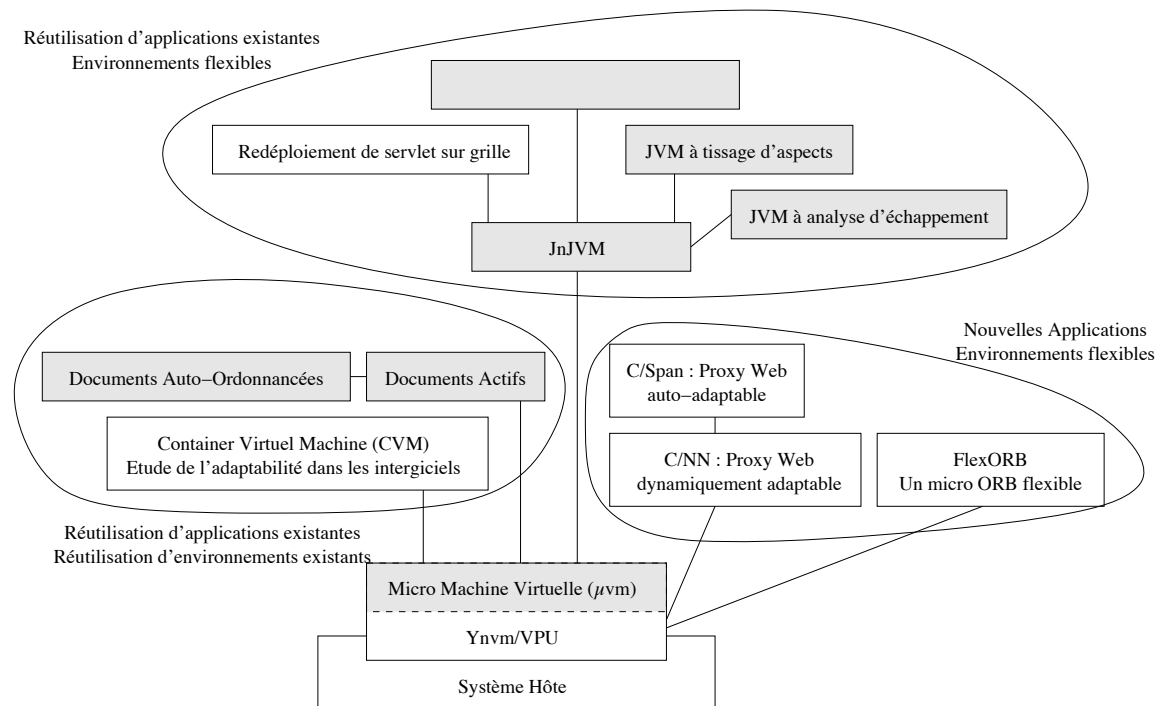 Réutilisation d'applications existantes
Environnements flexibles
Redéploiement de servlet sur grille
JVM à tissage d'aspects
JVM à analyse d'échappement
JnJVM
Nouvelles Applications
Environnements flexibles
Documents Auto−Ordonnancées
Documents Actifs
C/Span : Proxy Web
auto−adaptable
Container Virtuel Machine (CVM)
Etude de l'adaptabilité dans les intergiciels
C/NN : Proxy Web
dynamiquement adaptable
FlexORB
Un micro ORB flexible
Réutilisation d'applications existantes
Réutilisation d'environnements existants
Micro Machine Virtuelle (µvm)
Ynvm/VPU
Système Hôte